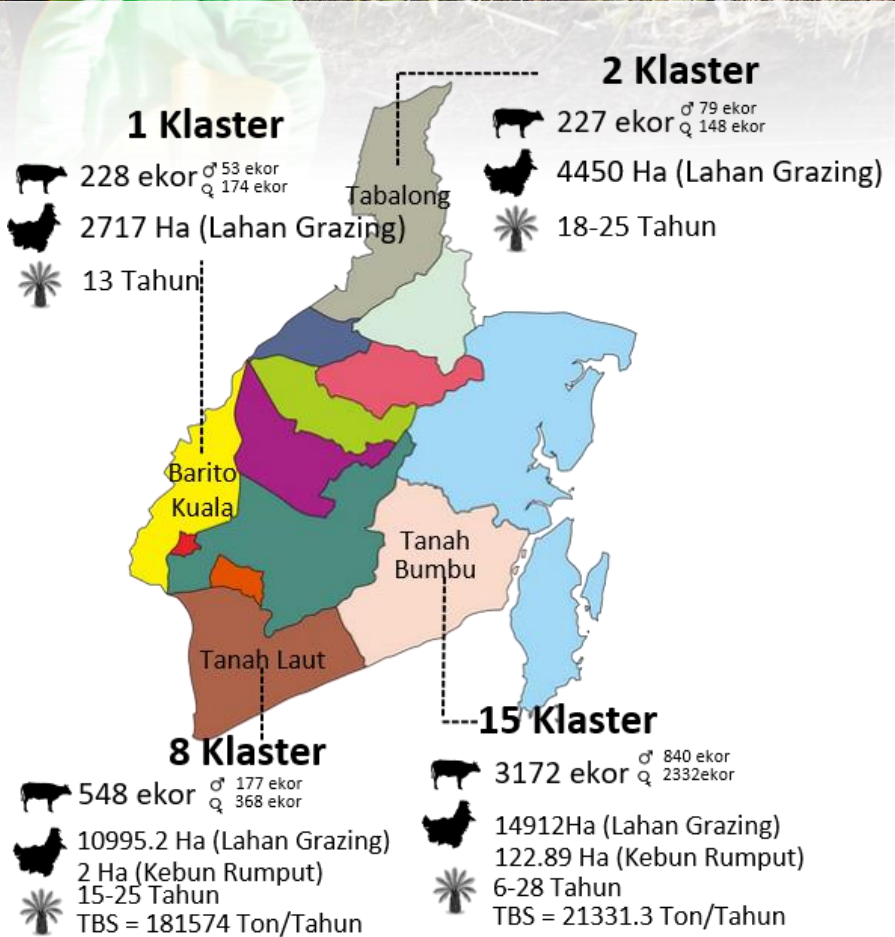 2 Klaster
227 ekor ♂ 79 ekor
♀ 148 ekor
4450 Ha (Lahan Grazing)
18-25 Tahun
1 Klaster
228 ekor ♂ 53 ekor
♀ 174 ekor
2717 Ha (Lahan Grazing)
13 Tahun
Tabalong
Barito
Kuala
Tanah
Bumbu
Tanah Laut
8 Klaster
548 ekor ♂ 177 ekor
♀ 368 ekor
10995.2 Ha (Lahan Grazing)
2 Ha (Kebun Rumput)
15-25 Tahun
TBS = 181574 Ton/Tahun
15 Klaster
3172 ekor ♂ 840 ekor
♀ 2332ekor
14912Ha (Lahan Grazing)
122.89 Ha (Kebun Rumput)
6-28 Tahun
TBS = 21331.3 Ton/Tahun